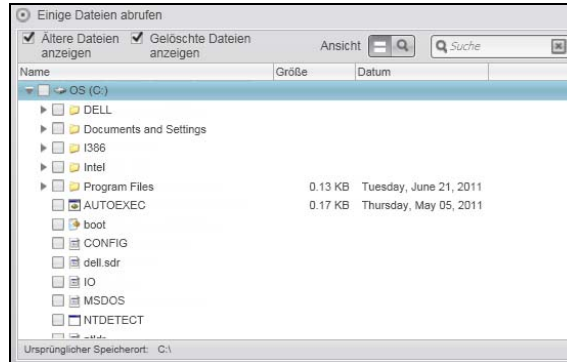 Einige Dateien abrufen
Ältere Dateien anzeigen Gelöschte Dateien anzeigen Ansicht Suche
Name Größe Datum
OS (C:)
DELL
Documents and Settings
I386
Intel
Program Files 0.13 KB Tuesday, June 21, 2011
AUTOEXEC 0.17 KB Thursday, May 05, 2011
boot
CONFIG
dell.sdr
IO
MSDOS
NTDETECT
Ursprünglicher Speicherort: C:\